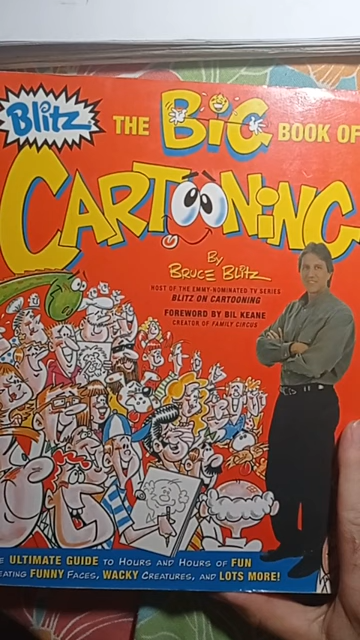 Blitz
THE BIG BOOK OF
CARTOONING
By
BRUCE BLITZ
HOST OF THE EMMY-NOMINATED TV SERIES
BLITZ ON CARTOONING
FOREWORD BY BIL KEANE
CREATOR OF FAMILY CIRCUS
ULTIMATE GUIDE TO HOURS AND HOURS OF FUN
FUNNY FACES, WACKY CREATURES, AND LOTS MORE!